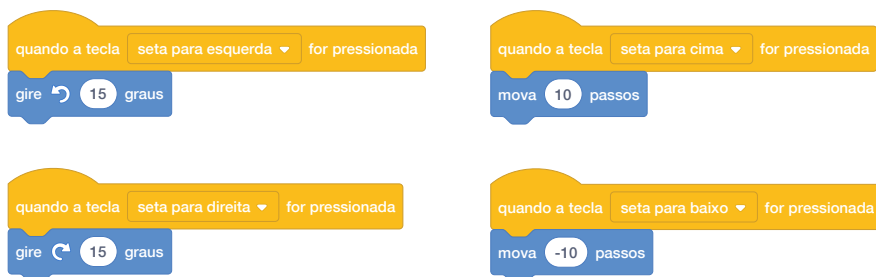 quando a tecla seta para esquerda for pressionada
gire 15 graus
quando a tecla seta para cima for pressionada
mova 10 passos
quando a tecla seta para direita for pressionada
gire 15 graus
quando a tecla seta para baixo for pressionada
mova -10 passos